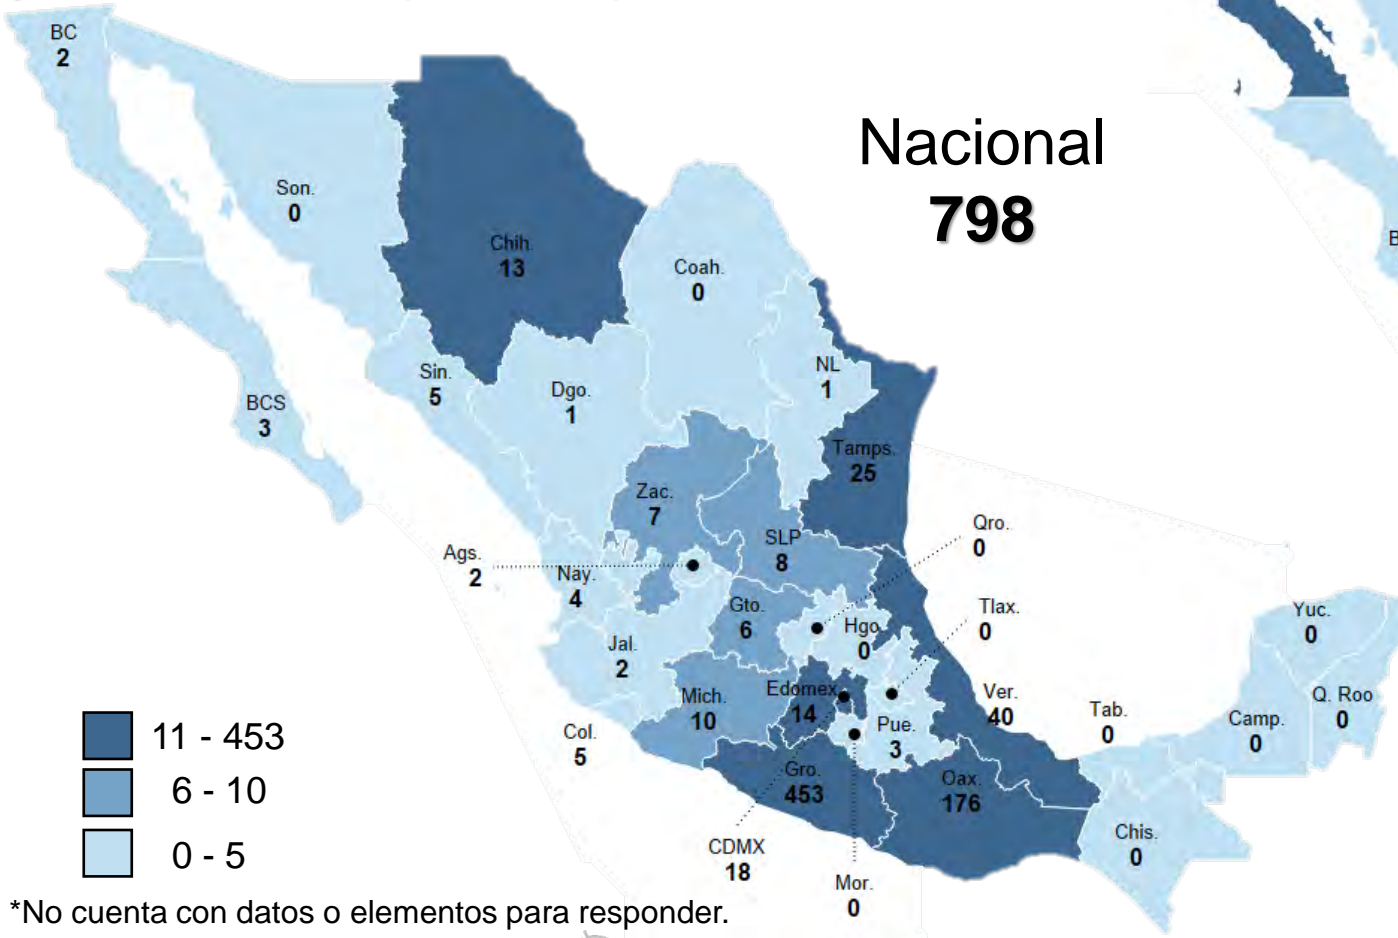 BC
2
Nacional
798
Son.
0
Chih.
13
Coah.
0
B
NL
1
Sin.
5
Dgo.
1
BCS
3
Tamps.
25
Zac.
7
SLP
8
Qro.
0
Ags.
2
Nay.
4
Gto.
6
Hgo.
0
Tlax.
0
Yuc.
0
Jal.
2
Mich.
10
Edomex.
14
Pue.
3
Ver.
40
Tab.
0
Camp.
0
Q. Roo
0
Col.
5
Gro.
453
Oax.
176
Chis.
0
CDMX
18
Mor.
0
11 - 453
6 - 10
0 - 5
*No cuenta con datos o elementos para responder.